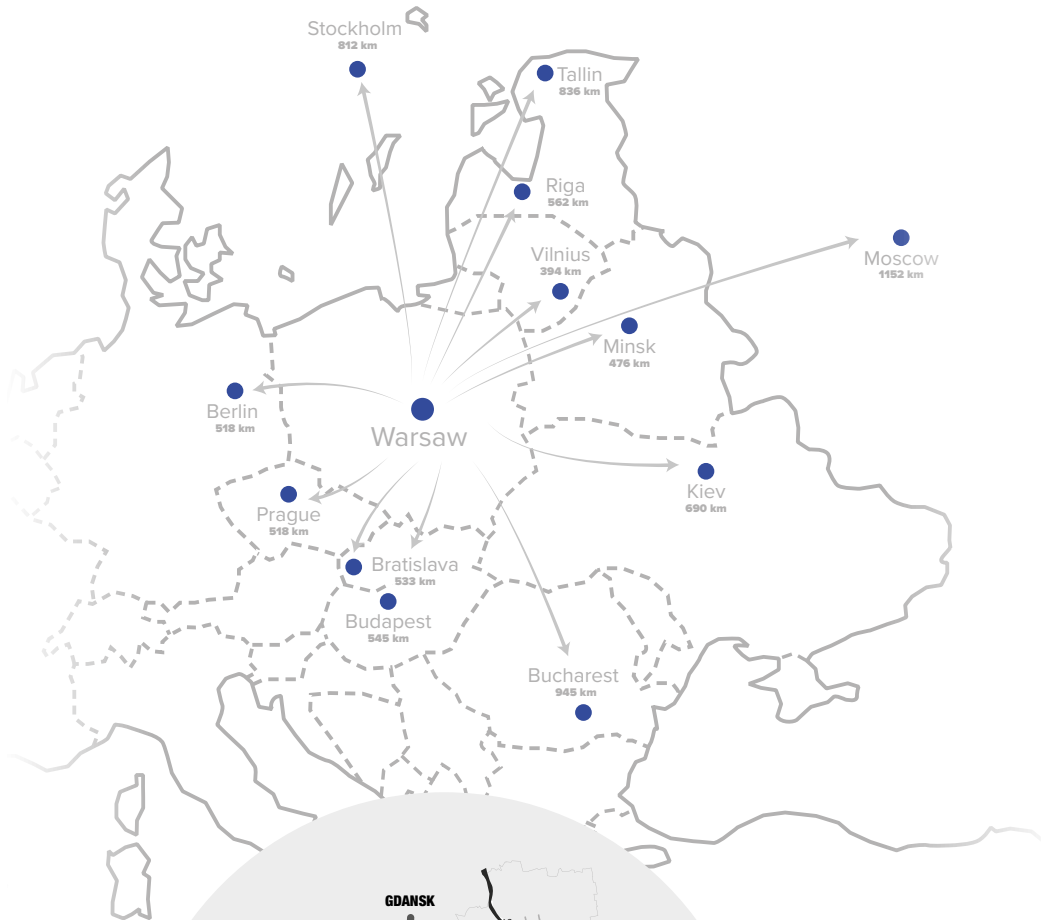 Stockholm
812 km
Tallin
836 km
Riga
562 km
Vilnius
394 km
Moscow
1152 km
Minsk
476 km
Berlin
518 km
Warsaw
Kiev
690 km
Prague
518 km
Bratislava
533 km
Budapest
545 km
Bucharest
945 km
GDANSK